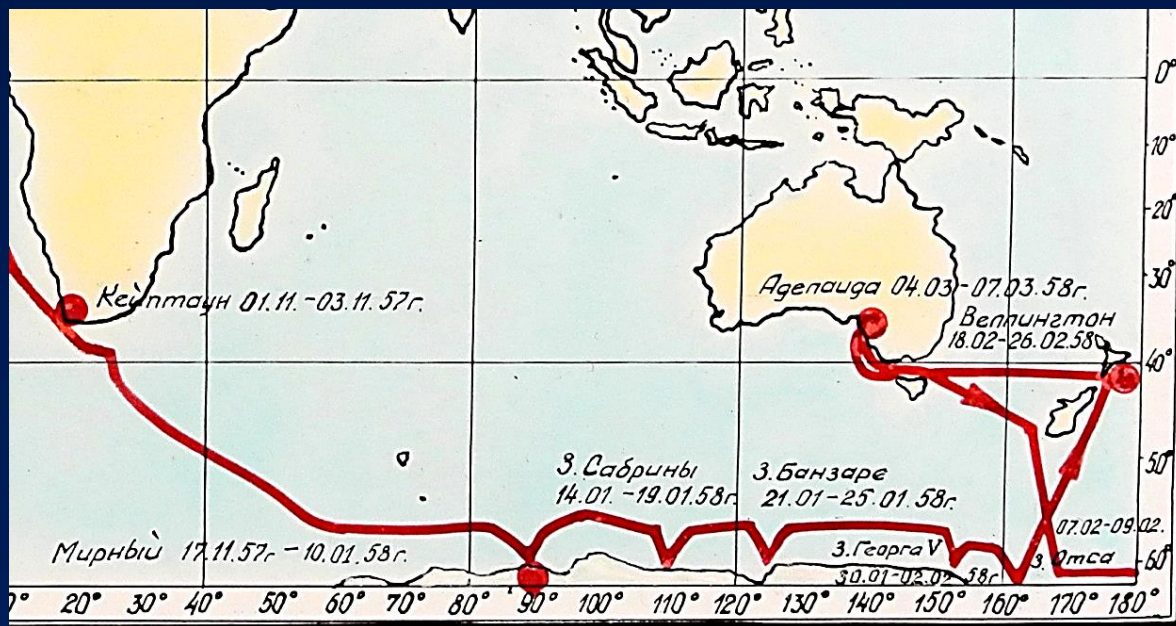 0°
10°
20°
30°
Кейптаун 01.11.-03.11.57г.
Аделаида 04.03-07.03.58г.
Веллингтон
18.02-26.02.58
40°
50°
З.Сабрины
14.01.-19.01.58г.
З.Банзаре
21.01-25.01.58г.
07.02-09.02.
Мирный 17.11.57г.-10.01.58г.
З.Георга V
30.01-02.02.58г
З.Отса
60°
0° 20° 30° 40° 50° 60° 70° 80° 90° 100° 110° 120° 130° 140° 150° 160° 170° 180°